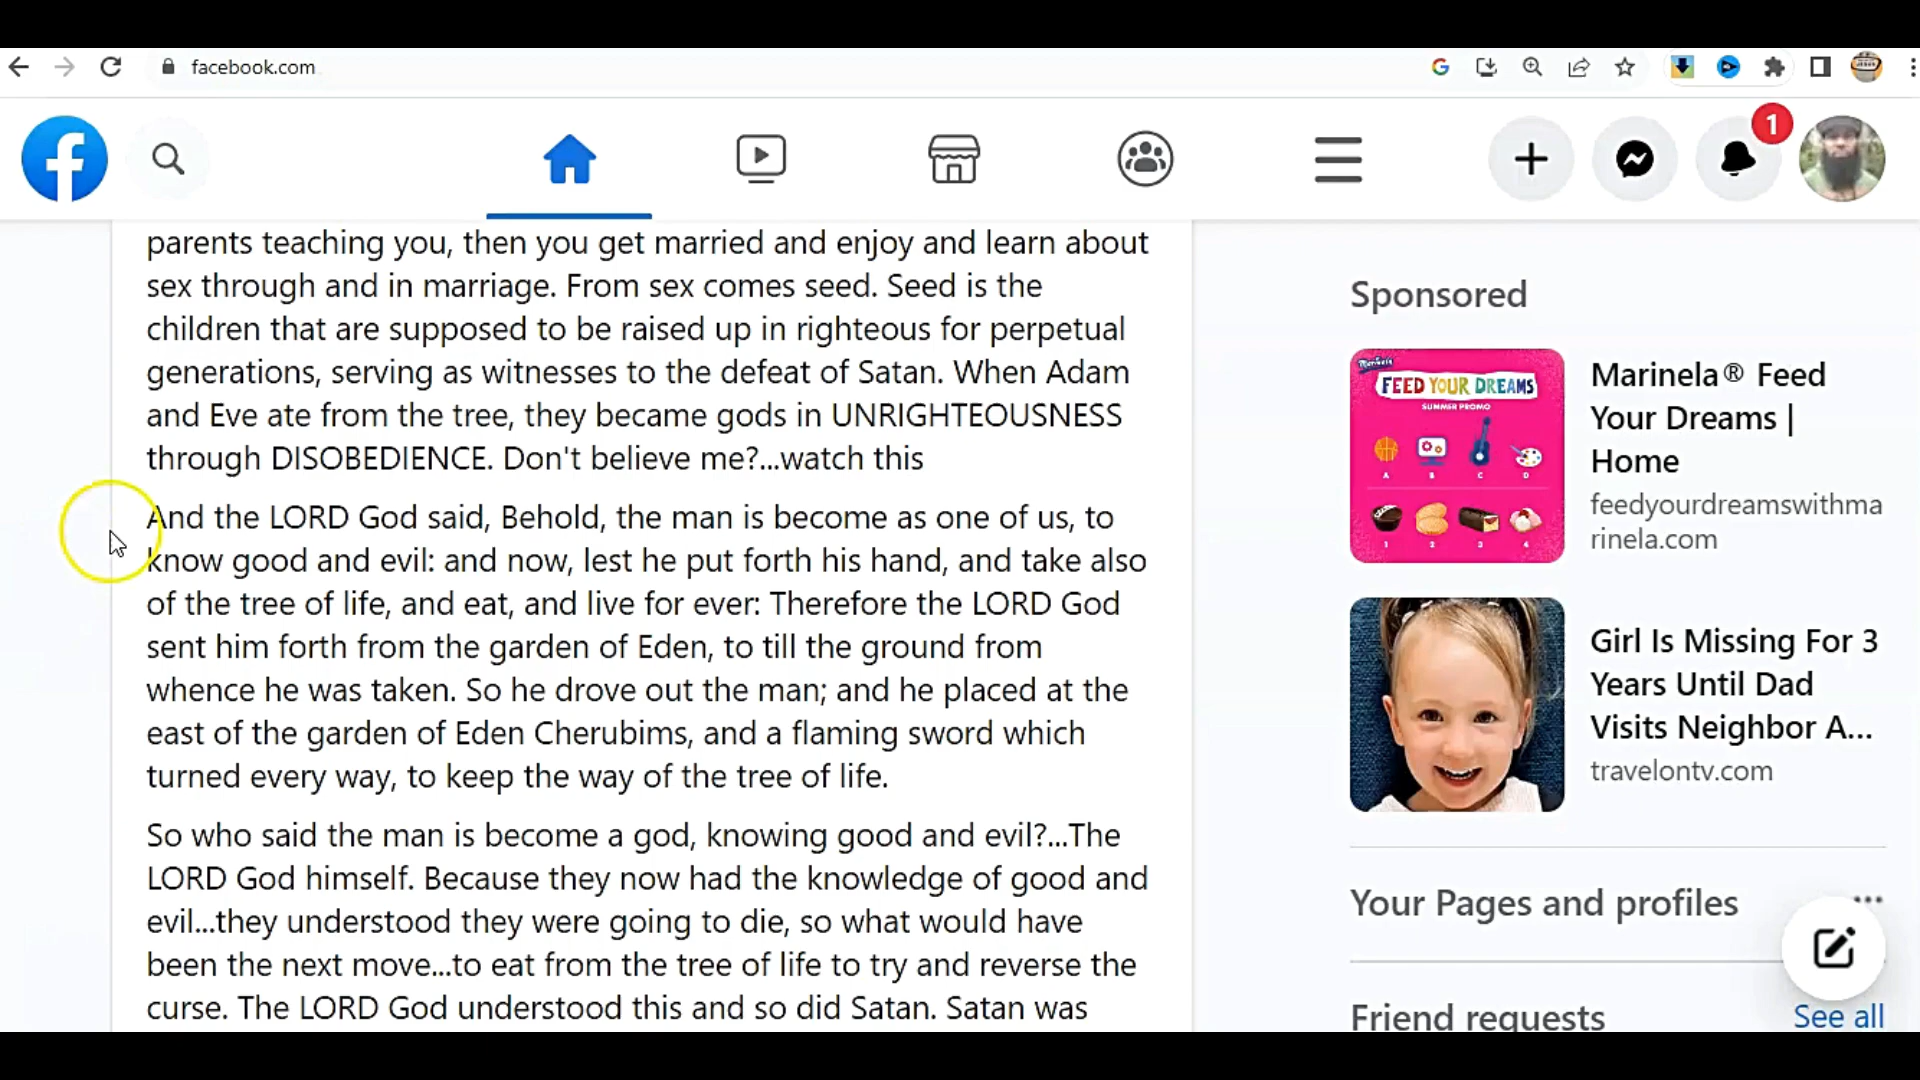 facebook.com
1
parents teaching you, then you get married and enjoy and learn about
sex through and in marriage. From sex comes seed. Seed is the
children that are supposed to be raised up in righteous for perpetual
generations, serving as witnesses to the defeat of Satan. When Adam
and Eve ate from the tree, they became gods in UNRIGHTEOUSNESS
through DISOBEDIENCE. Don't believe me?...watch this
And the LORD God said, Behold, the man is become as one of us, to
know good and evil: and now, lest he put forth his hand, and take also
of the tree of life, and eat, and live for ever: Therefore the LORD God
sent him forth from the garden of Eden, to till the ground from
whence he was taken. So he drove out the man; and he placed at the
east of the garden of Eden Cherubims, and a flaming sword which
turned every way, to keep the way of the tree of life.
So who said the man is become a god, knowing good and evil?...The
LORD God himself. Because they now had the knowledge of good and
evil...they understood they were going to die, so what would have
been the next move...to eat from the tree of life to try and reverse the
curse. The LORD God understood this and so did Satan. Satan was
Sponsored
Marinela
FEED YOUR DREAMS
SUMMER PROMO
A B C D
1 2 3 4
Marinela® Feed
Your Dreams |
Home
feedyourdreamswithma
rinela.com
Girl Is Missing For 3
Years Until Dad
Visits Neighbor A...
travelontv.com
Your Pages and profiles
Friend requests
See all